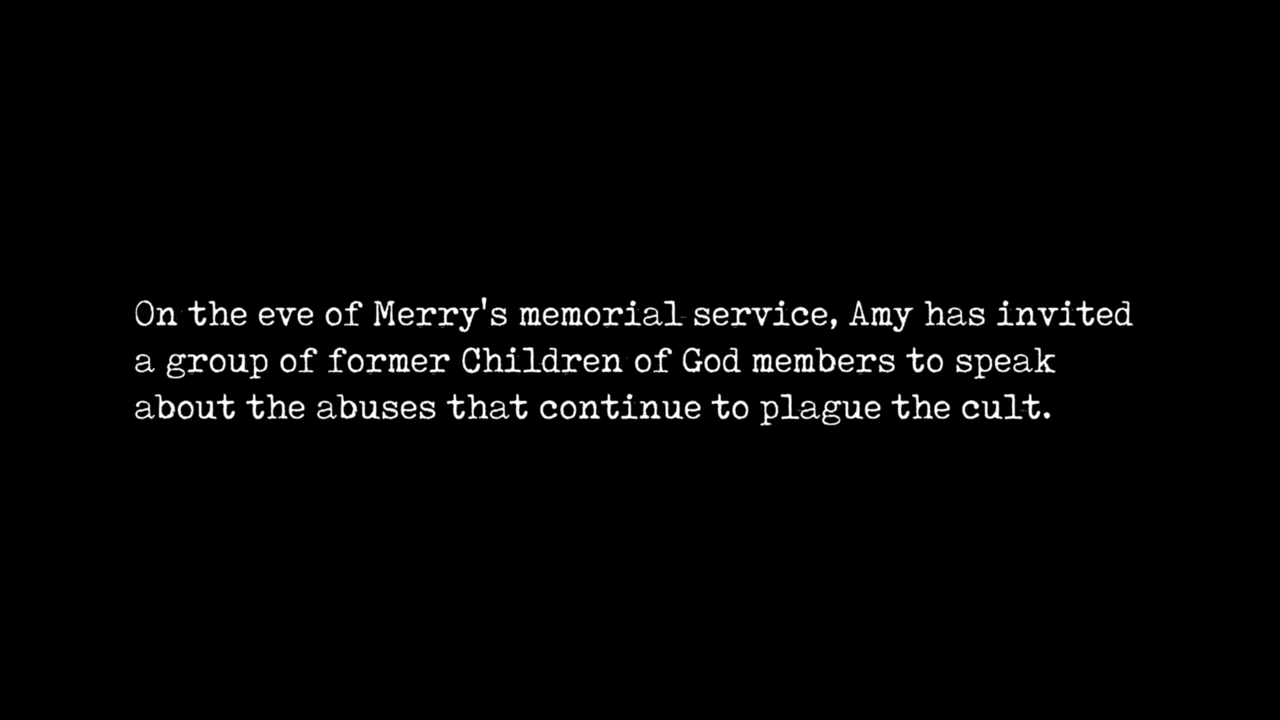 On the eve of Merry's memorial service, Amy has invited
a group of former Children of God members to speak
about the abuses that continue to plague the cult.